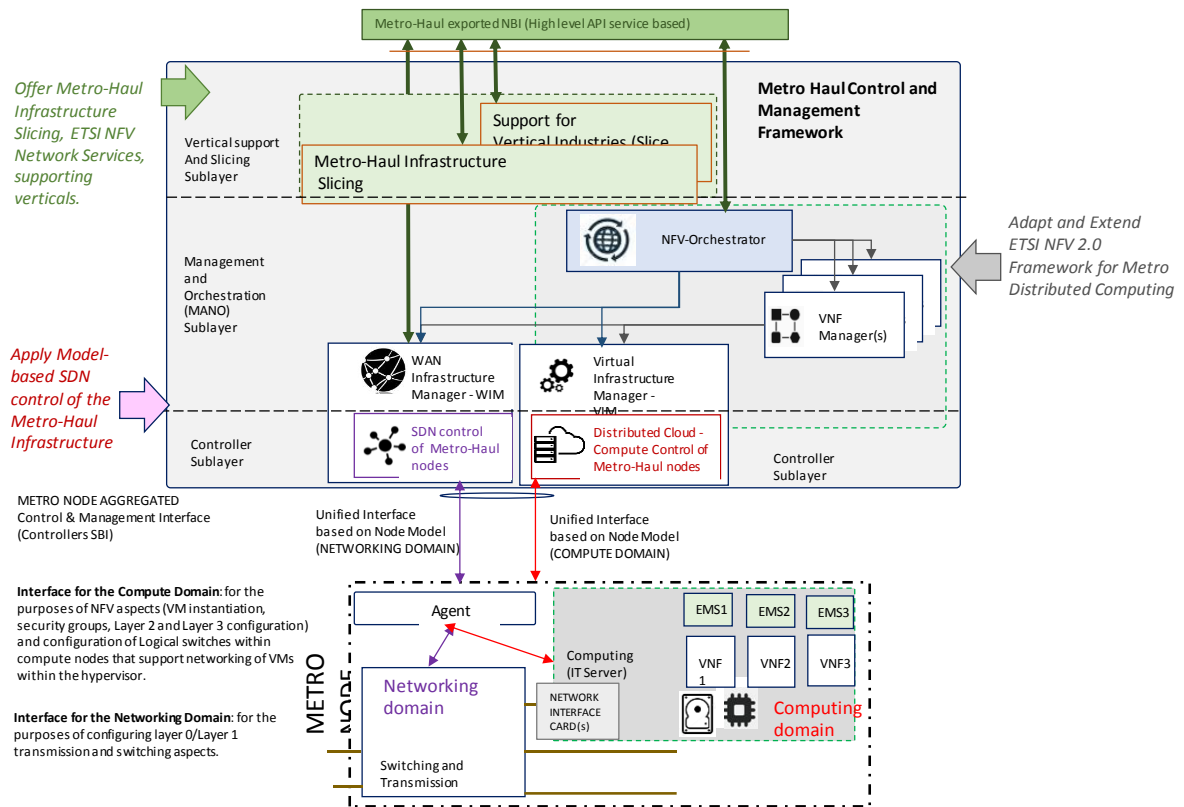 Metro-Haul exported NBI (High level API service based)
Offer Metro-Haul
Infrastructure
Slicing, ETSI NFV
Network Services,
supporting
verticals.
Metro Haul Control and
Management
Framework
Vertical support
And Slicing
Sublayer
Support for
Vertical Industries (Slice
Metro-Haul Infrastructure
Slicing
NFV-Orchestrator
Adapt and Extend
ETSI NFV 2.0
Framework for Metro
Distributed Computing
Management
and
Orchestration
(MANO)
Sublayer
VNF
Manager(s)
Apply Model-
based SDN
control of the
Metro-Haul
Infrastructure
WAN
Infrastructure
Manager - WIM
Virtual
Infrastructure
Manager -
VIM
Controller
Sublayer
SDN control
of Metro-Haul
nodes
Distributed Cloud -
Compute Control of
Metro-Haul nodes
Controller
Sublayer
METRO NODE AGGREGATED
Control & Management Interface
(Controllers SBI)
Unified Interface
based on Node Model
(NETWORKING DOMAIN)
Unified Interface
based on Node Model
(COMPUTE DOMAIN)
Interface for the Compute Domain: for the
purposes of NFV aspects (VM instantiation,
security groups, Layer 2 and Layer 3 configuration)
and configuration of Logical switches within
compute nodes that support networking of VMs
within the hypervisor.
Interface for the Networking Domain: for the
purposes of configuring layer 0/Layer 1
transmission and switching aspects.
METRO
NODE
Agent
Computing
(IT Server)
EMS1
EMS2
EMS3
VNF
1
VNF2
VNF3
Networking
domain
NETWORK
INTERFACE
CARD(s)
Computing
domain
Switching and
Transmission